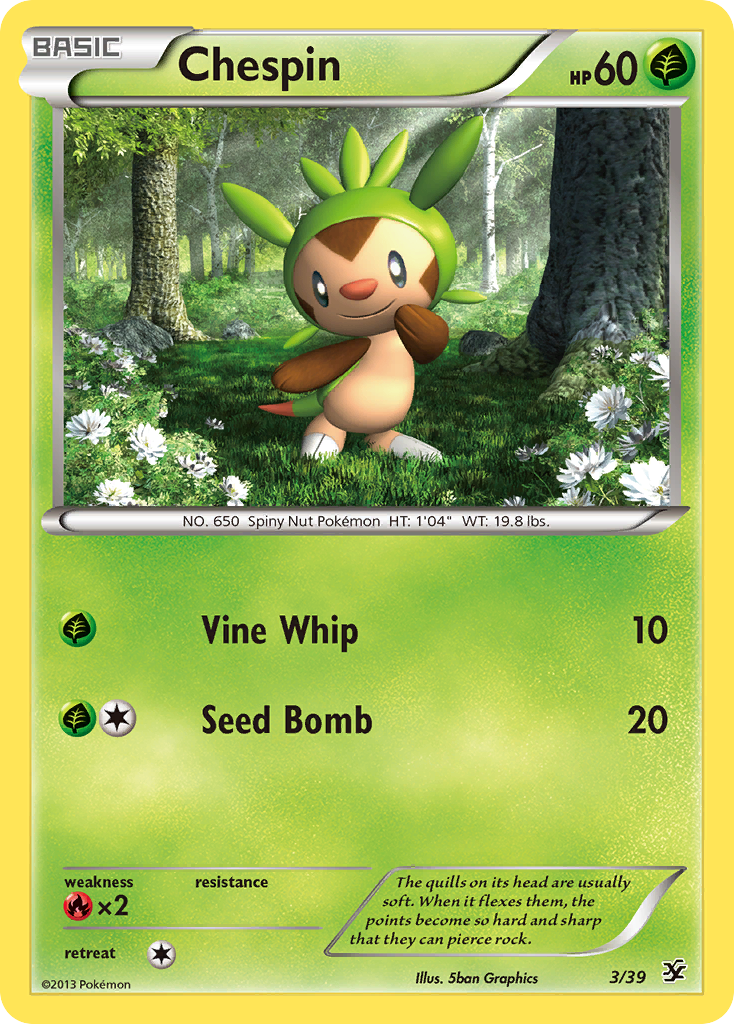 BASIC
Chespin
HP60
NO. 650 Spiny Nut Pokémon HT: 1'04" WT: 19.8 lbs.
Vine Whip 10
Seed Bomb 20
weakness resistance
×2
The quills on its head are usually
soft. When it flexes them, the
points become so hard and sharp
that they can pierce rock.
retreat
©2013 Pokémon
Illus. 5ban Graphics
3/39